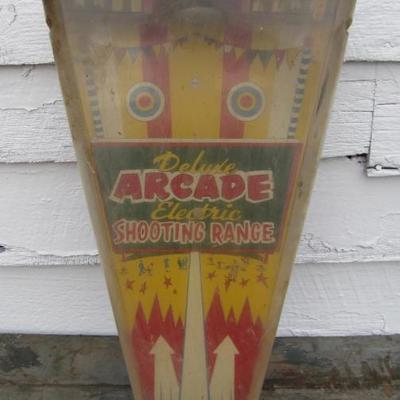 Deluxe
ARCADE
Electric
SHOOTING RANGE